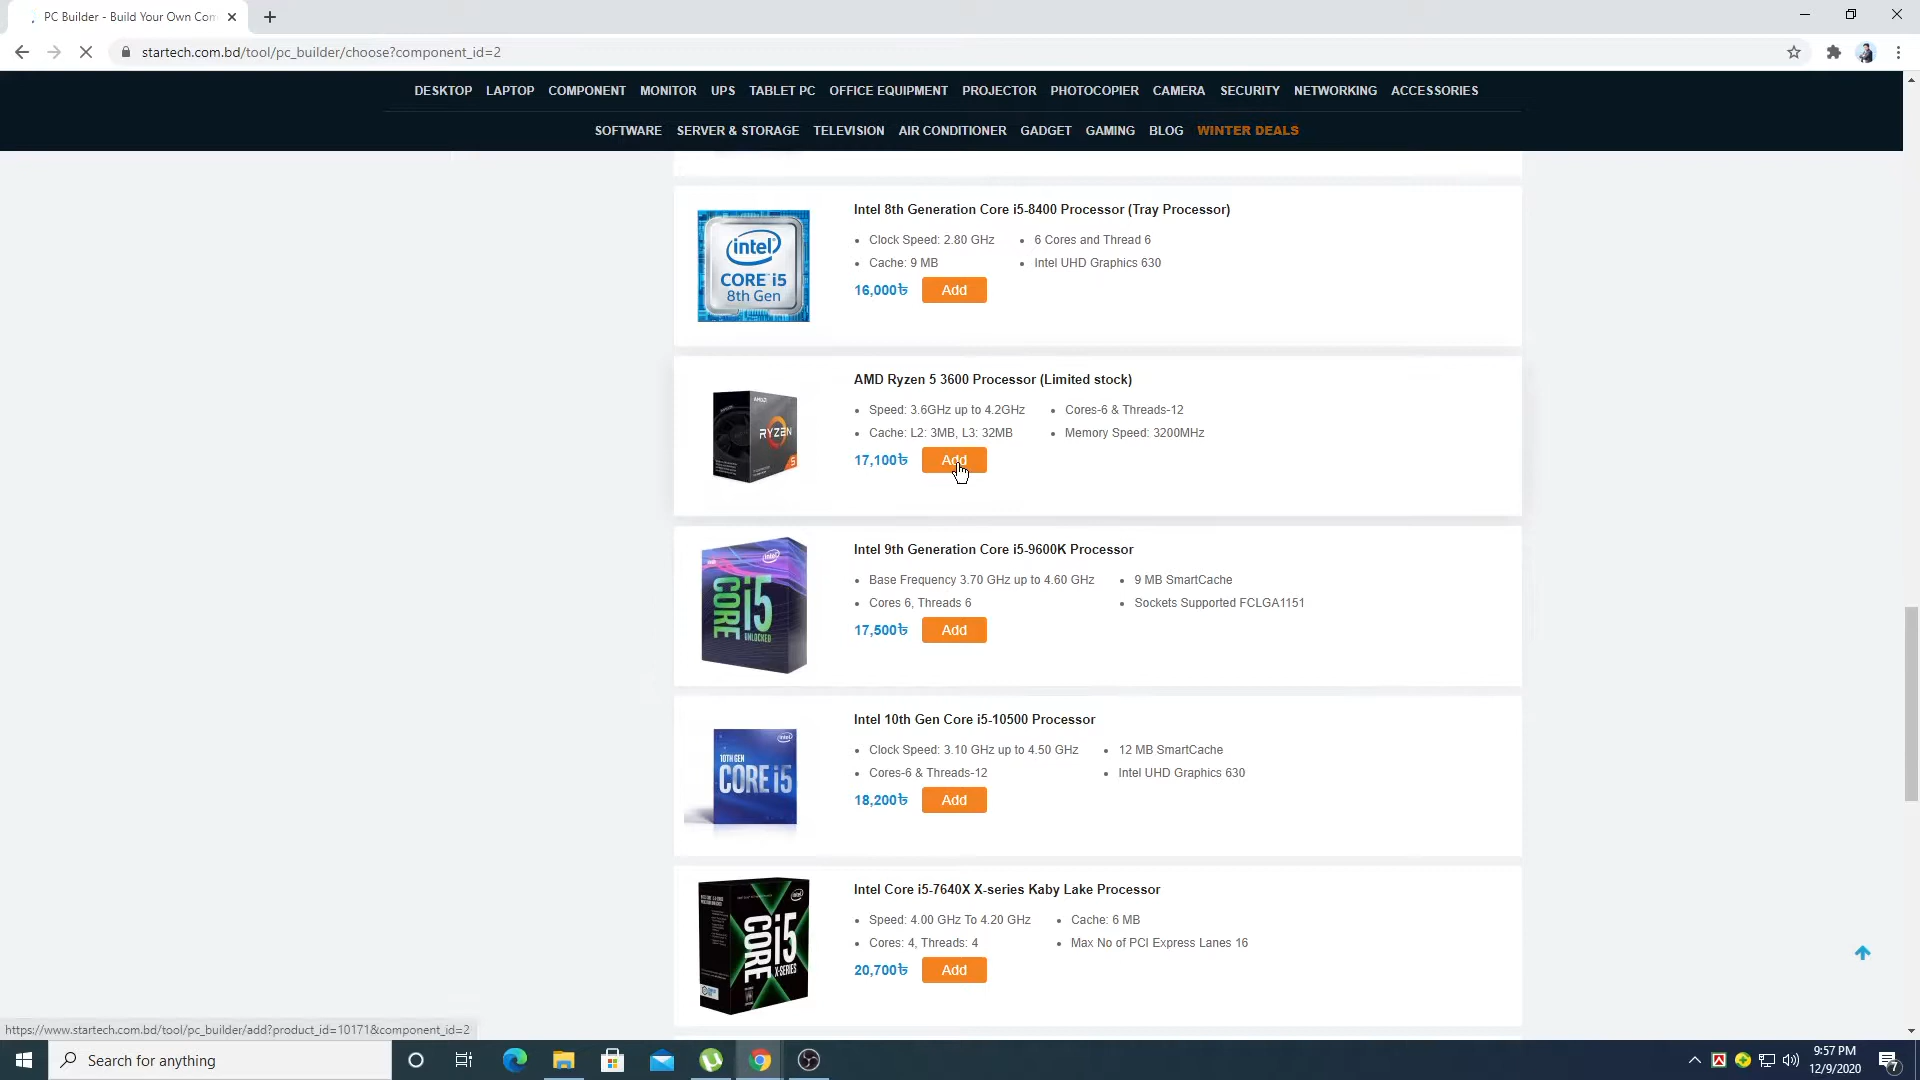 PC Builder - Build Your Own Com
startech.com.bd/tool/pc_builder/choose?component_id=2
DESKTOP LAPTOP COMPONENT MONITOR UPS TABLET PC OFFICE EQUIPMENT PROJECTOR PHOTOCOPIER CAMERA SECURITY NETWORKING ACCESSORIES
SOFTWARE SERVER & STORAGE TELEVISION AIR CONDITIONER GADGET GAMING BLOG WINTER DEALS
intel
CORE i5
8th Gen
Intel 8th Generation Core i5-8400 Processor (Tray Processor)
Clock Speed: 2.80 GHz
6 Cores and Thread 6
Cache: 9 MB
Intel UHD Graphics 630
16,000৳ Add
AMD
RYZEN
5
AMD Ryzen 5 3600 Processor (Limited stock)
Speed: 3.6GHz up to 4.2GHz
Cores-6 & Threads-12
Cache: L2: 3MB, L3: 32MB
Memory Speed: 3200MHz
17,100৳ Add
intel
CORE i5
UNLOCKED
Intel 9th Generation Core i5-9600K Processor
Base Frequency 3.70 GHz up to 4.60 GHz
9 MB SmartCache
Cores 6, Threads 6
Sockets Supported FCLGA1151
17,500৳ Add
intel
10TH GEN
CORE i5
Intel 10th Gen Core i5-10500 Processor
Clock Speed: 3.10 GHz up to 4.50 GHz
12 MB SmartCache
Cores-6 & Threads-12
Intel UHD Graphics 630
18,200৳ Add
intel
CORE i5
X-SERIES
Intel Core i5-7640X X-series Kaby Lake Processor
Speed: 4.00 GHz To 4.20 GHz
Cache: 6 MB
Cores: 4, Threads: 4
Max No of PCI Express Lanes 16
20,700৳ Add
https://www.startech.com.bd/tool/pc_builder/add?product_id=10171&component_id=2
Search for anything
9:57 PM
12/9/2020
7